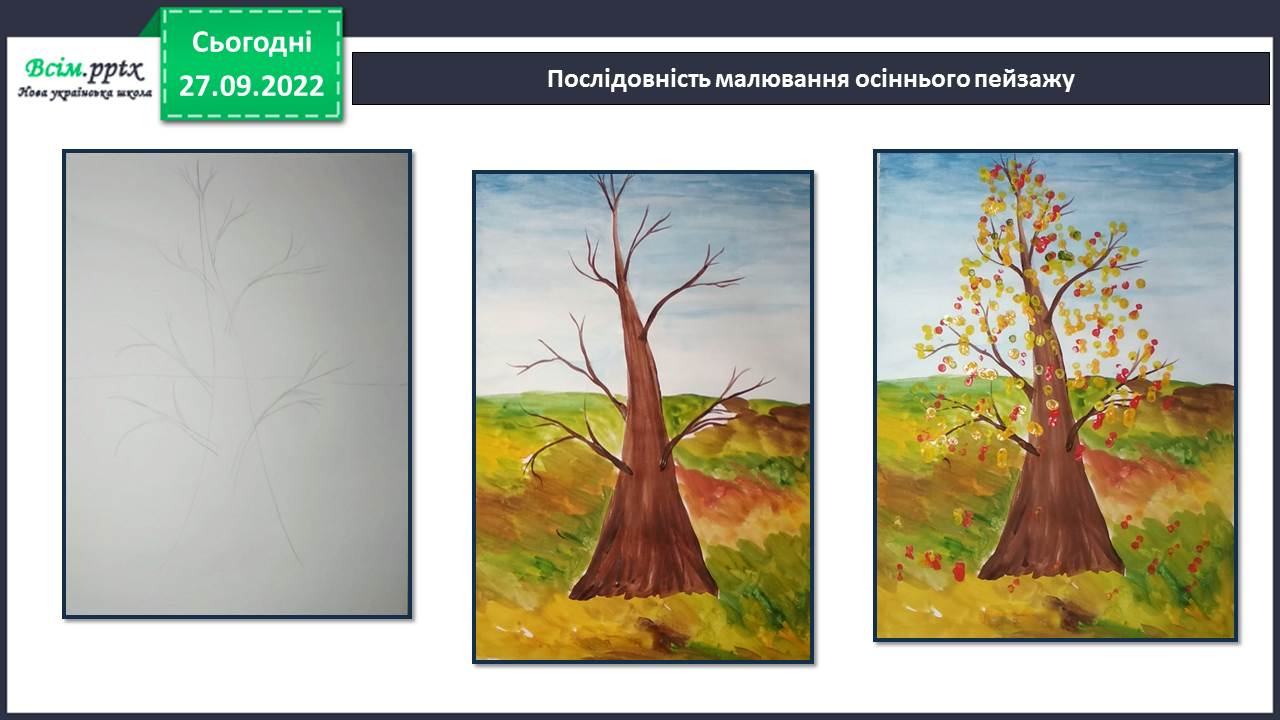 Всім.pptx
Нова українська школа
Сьогодні
27.09.2022
Послідовність малювання осіннього пейзажу